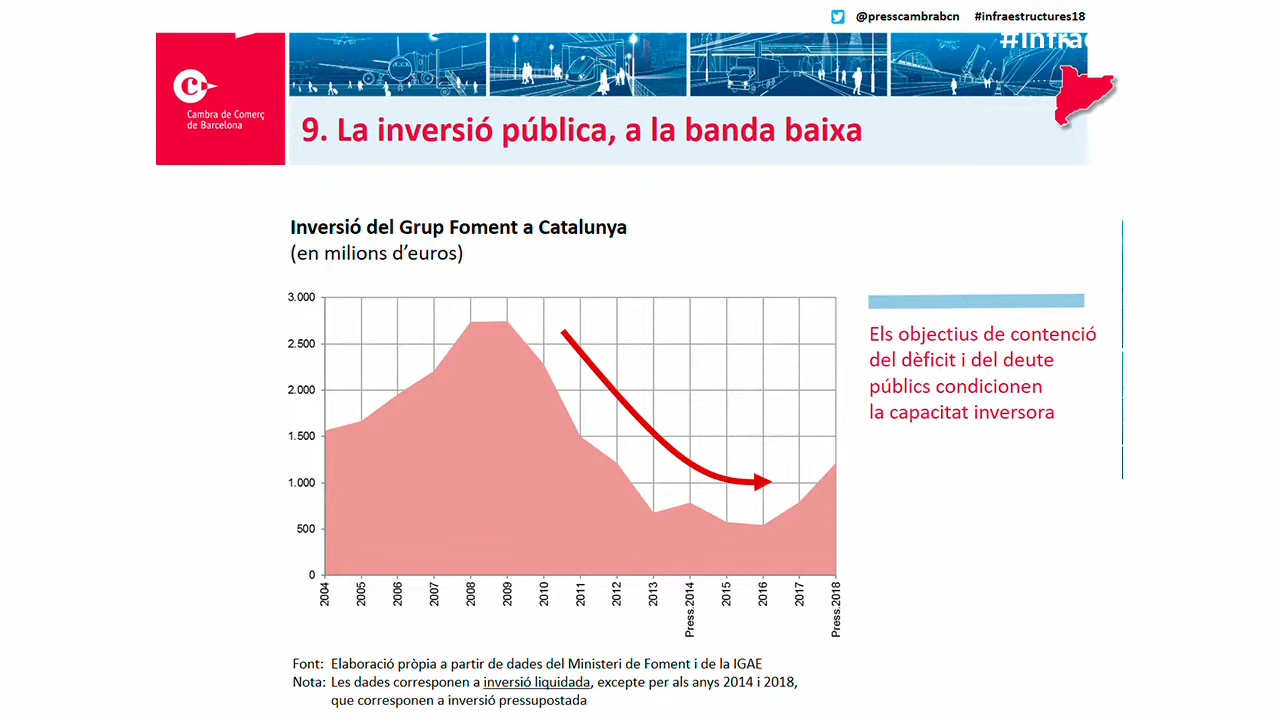 @presscambrabcn #infraestructures18
#infrae
Cambra de Comerç
de Barcelona
9. La inversió pública, a la banda baixa
Inversió del Grup Foment a Catalunya
(en milions d’euros)
3.000
2.500
2.000
1.500
1.000
500
0
2004 2005 2006 2007 2008 2009 2010 2011 2012 2013 Press.2014 2015 2016 2017 Press.2018
Els objectius de contenció
del dèficit i del deute
públics condicionen
la capacitat inversora
Font: Elaboració pròpia a partir de dades del Ministeri de Foment i de la IGAE
Nota: Les dades corresponen a inversió liquidada, excepte per als anys 2014 i 2018,
que corresponen a inversió pressupostada